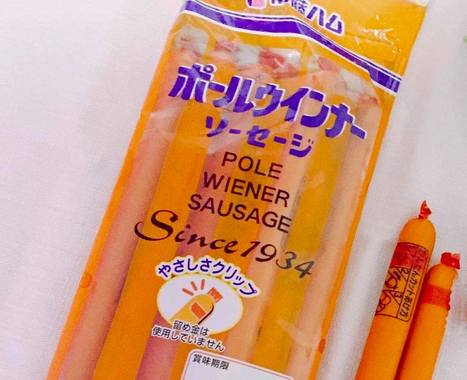 伊藤ハム
ポールウインナー
ソーセージ
POLE
WIENER
SAUSAGE
Since 1934
やさしさクリップ
留め金は
使用していません
賞味期限